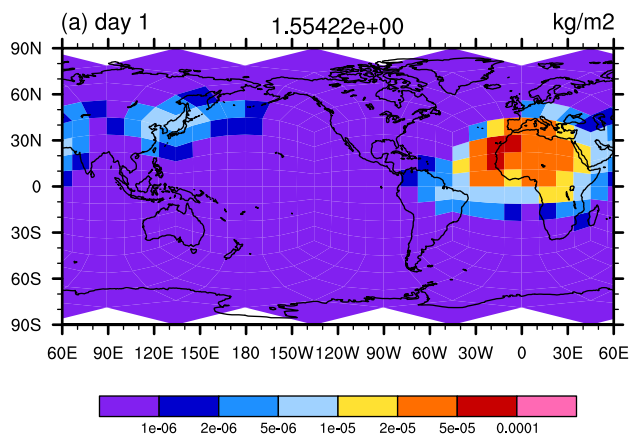 (a) day 1 1.55422e+00 kg/m2
90N
60N
30N
0
30S
60S
90S
60E 90E 120E 150E 180 150W 120W 90W 60W 30W 0 30E 60E
1e-06 2e-06 5e-06 1e-05 2e-05 5e-05 0.0001